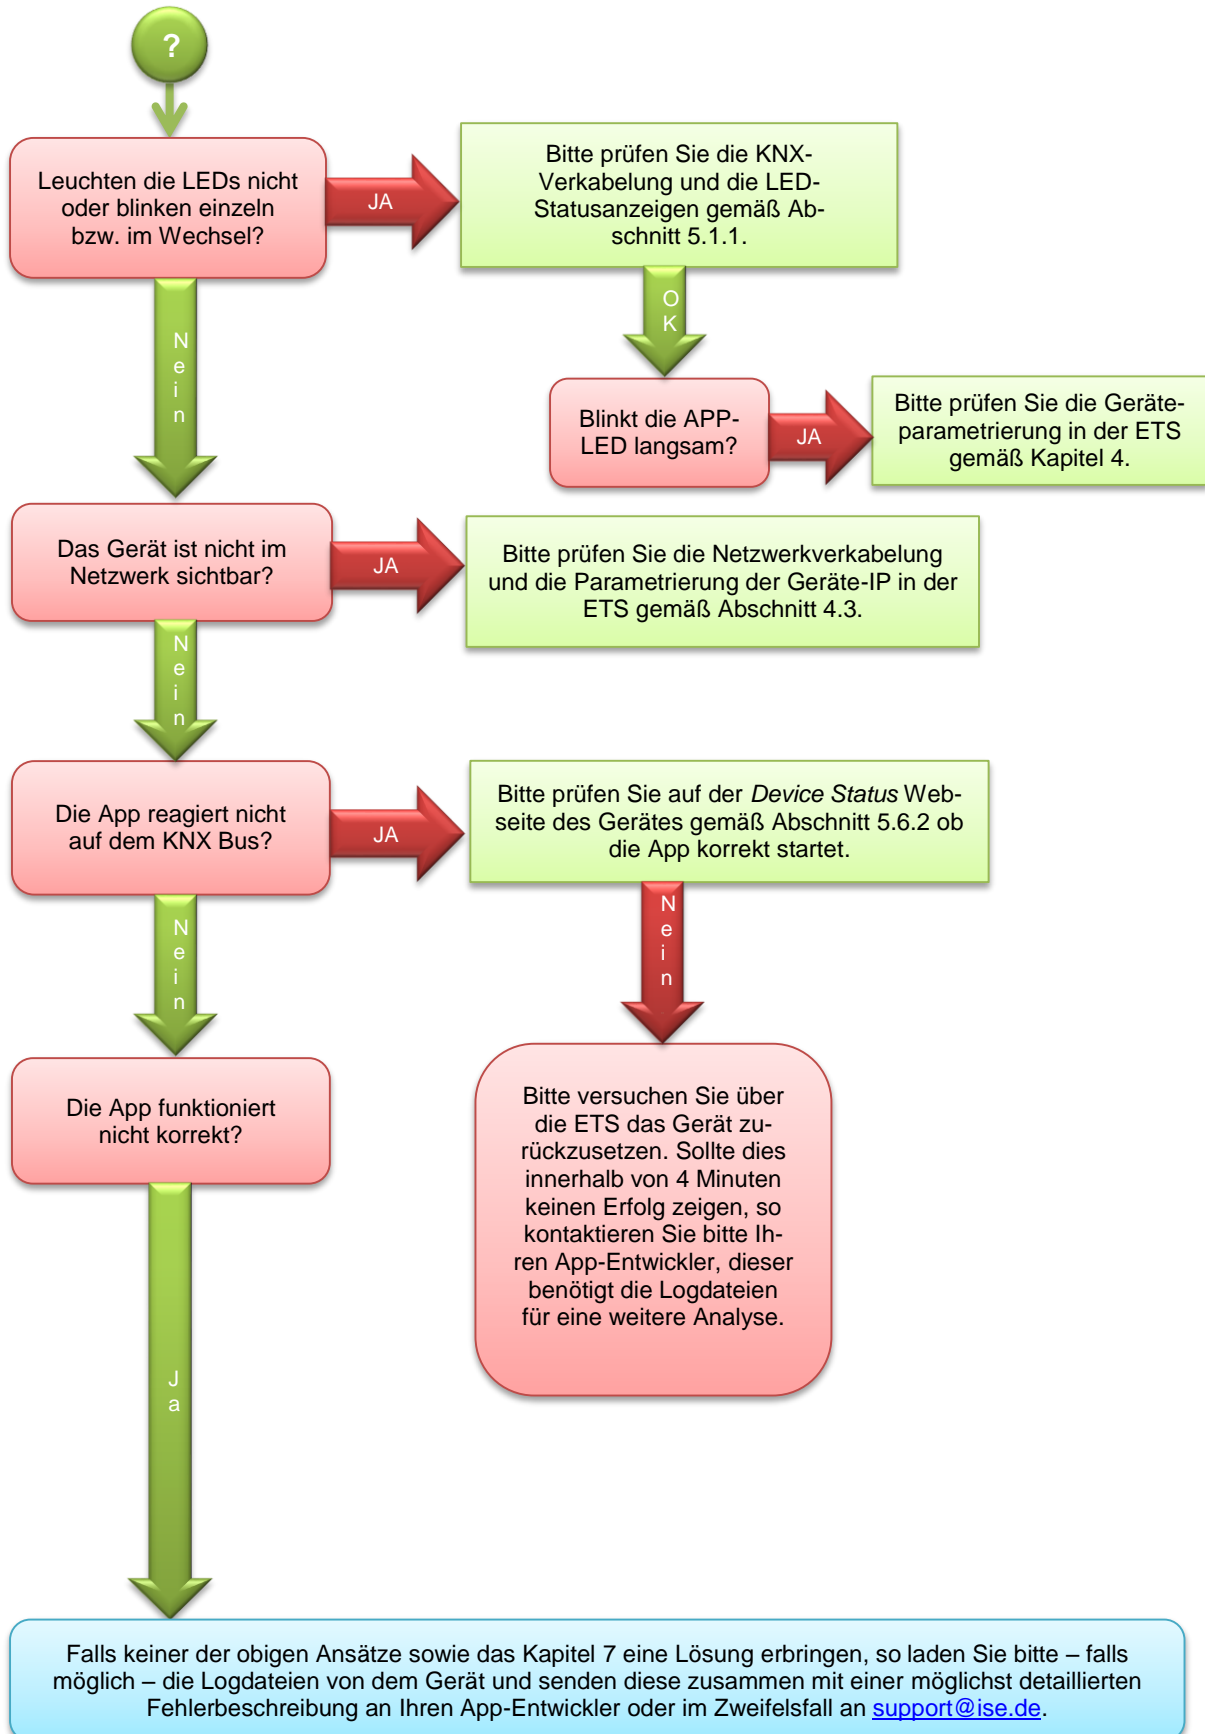 ?
Leuchten die LEDs nicht
oder blinken einzeln
bzw. im Wechsel?
JA
Bitte prüfen Sie die KNX-
Verkabelung und die LED-
Statusanzeigen gemäß Ab-
schnitt 5.1.1.
Nein
OK
Blinkt die APP-
LED langsam?
JA
Bitte prüfen Sie die Geräte-
parametrierung in der ETS
gemäß Kapitel 4.
Das Gerät ist nicht im
Netzwerk sichtbar?
JA
Bitte prüfen Sie die Netzwerkverkabelung
und die Parametrierung der Geräte-IP in der
ETS gemäß Abschnitt 4.3.
Nein
Die App reagiert nicht
auf dem KNX Bus?
JA
Bitte prüfen Sie auf der Device Status Web-
seite des Gerätes gemäß Abschnitt 5.6.2 ob
die App korrekt startet.
Nein
Nein
Die App funktioniert
nicht korrekt?
Bitte versuchen Sie über
die ETS das Gerät zu-
rückzusetzen. Sollte dies
innerhalb von 4 Minuten
keinen Erfolg zeigen, so
kontaktieren Sie bitte Ih-
ren App-Entwickler, dieser
benötigt die Logdateien
für eine weitere Analyse.
Ja
Falls keiner der obigen Ansätze sowie das Kapitel 7 eine Lösung erbringen, so laden Sie bitte – falls
möglich – die Logdateien von dem Gerät und senden diese zusammen mit einer möglichst detaillierten
Fehlerbeschreibung an Ihren App-Entwickler oder im Zweifelsfall an support@ise.de.